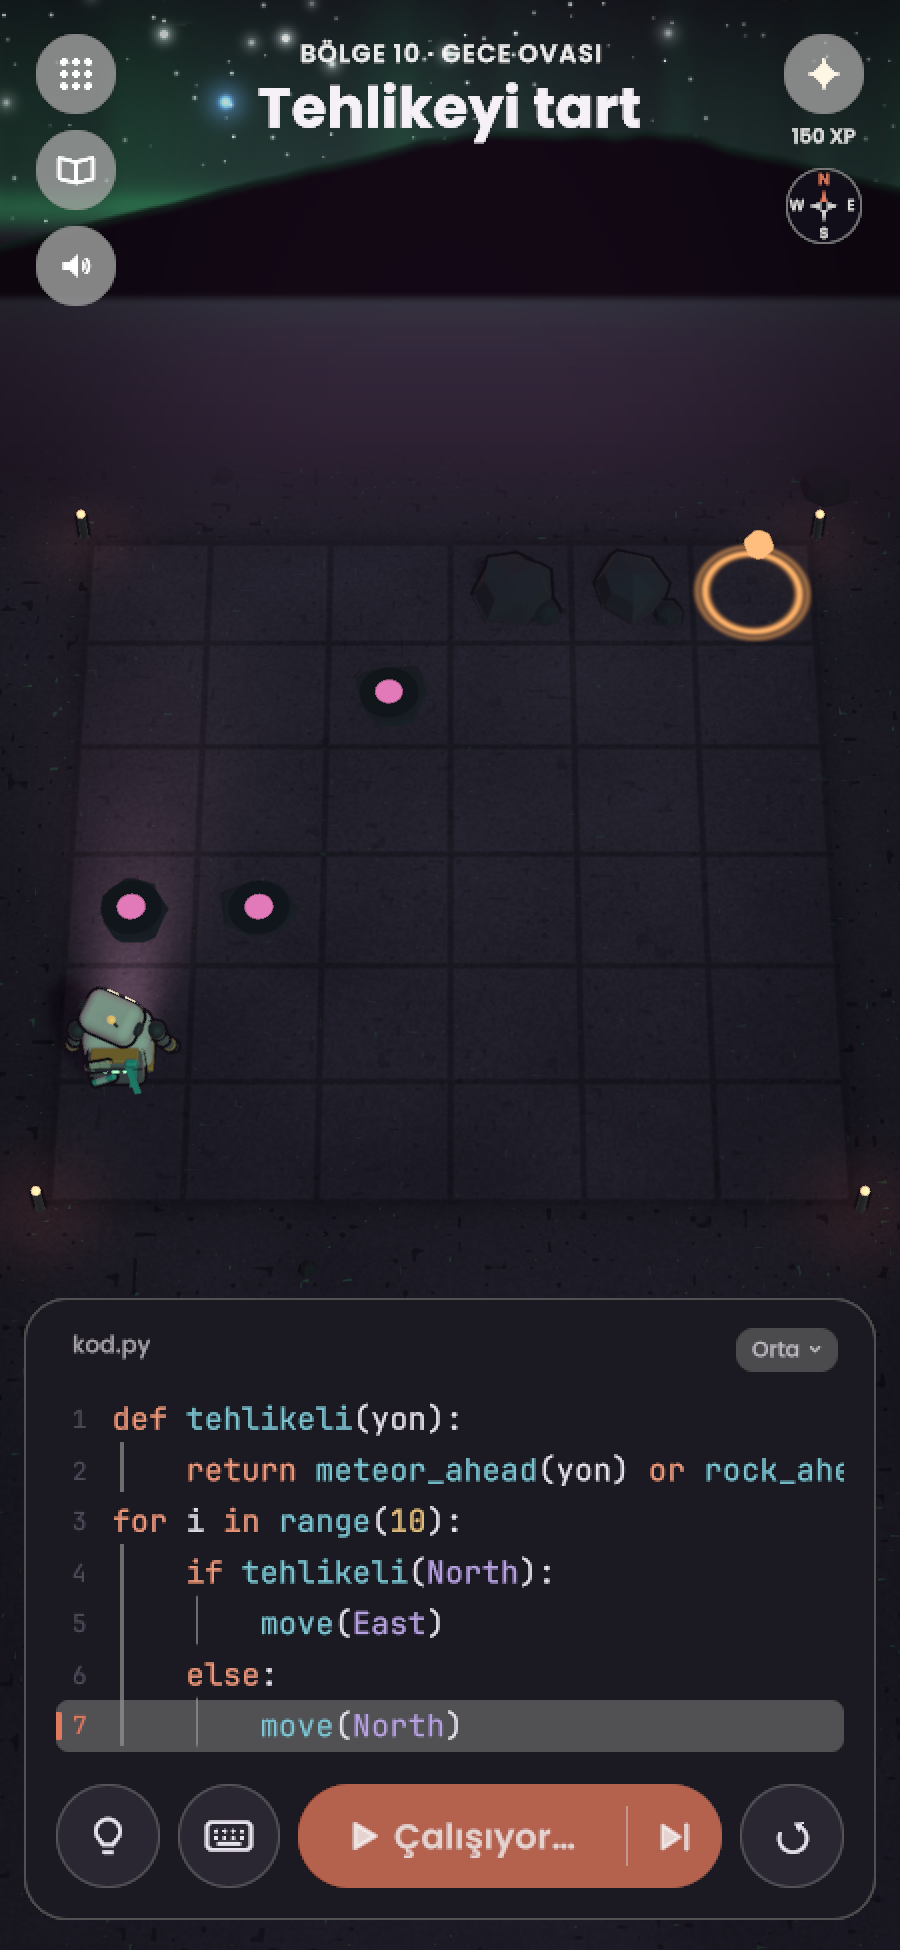 BÖLGE 10 · GECE OVASI
Tehlikeyi tart
150 XP
N
W E
S
kod.py
Orta
1 def tehlikeli(yon):
2 return meteor_ahead(yon) or rock_ahe
3 for i in range(10):
4 if tehlikeli(North):
5 move(East)
6 else:
7 move(North)
Çalışıyor...